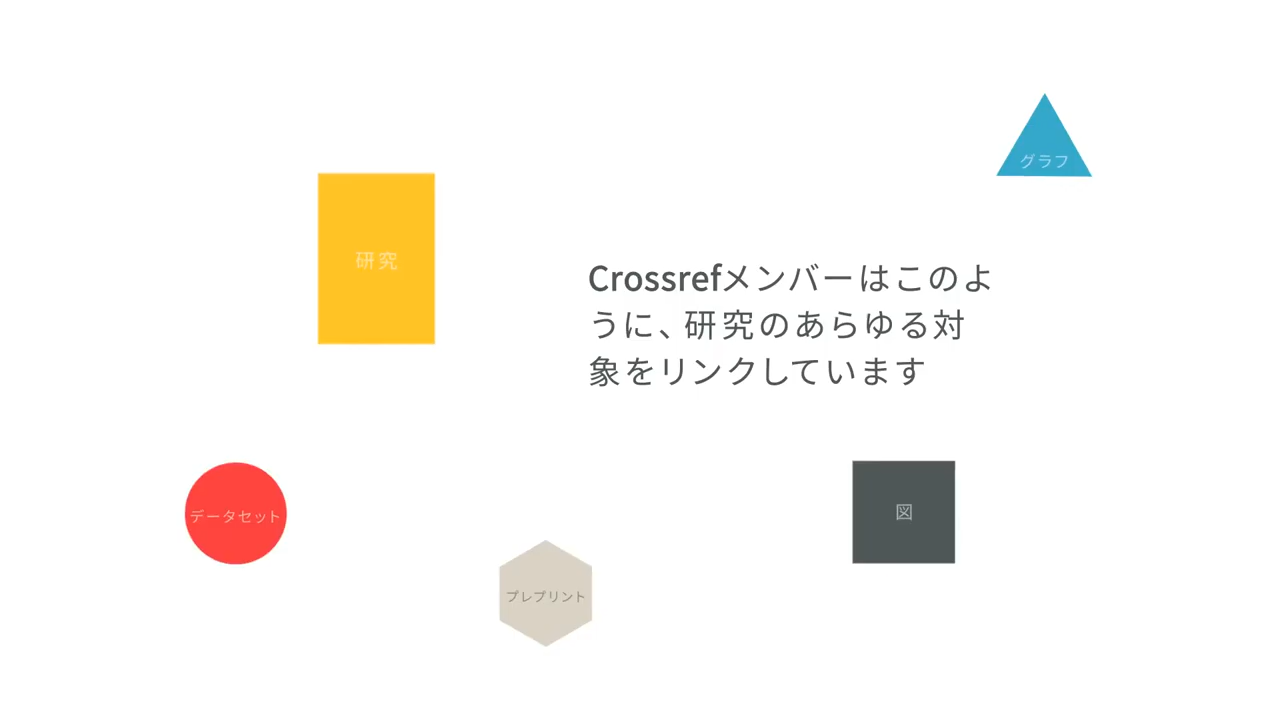 グラフ
研究
Crossrefメンバーはこのよ
うに、研究のあらゆる対
象をリンクしています
データセット
図
プレプリント